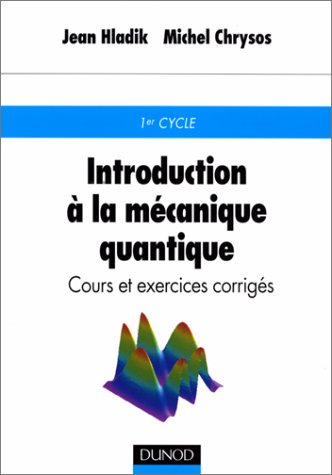 Jean Hladik Michel Chrysos
1er CYCLE
Introduction
à la mécanique
quantique
Cours et exercices corrigés
DUNOD